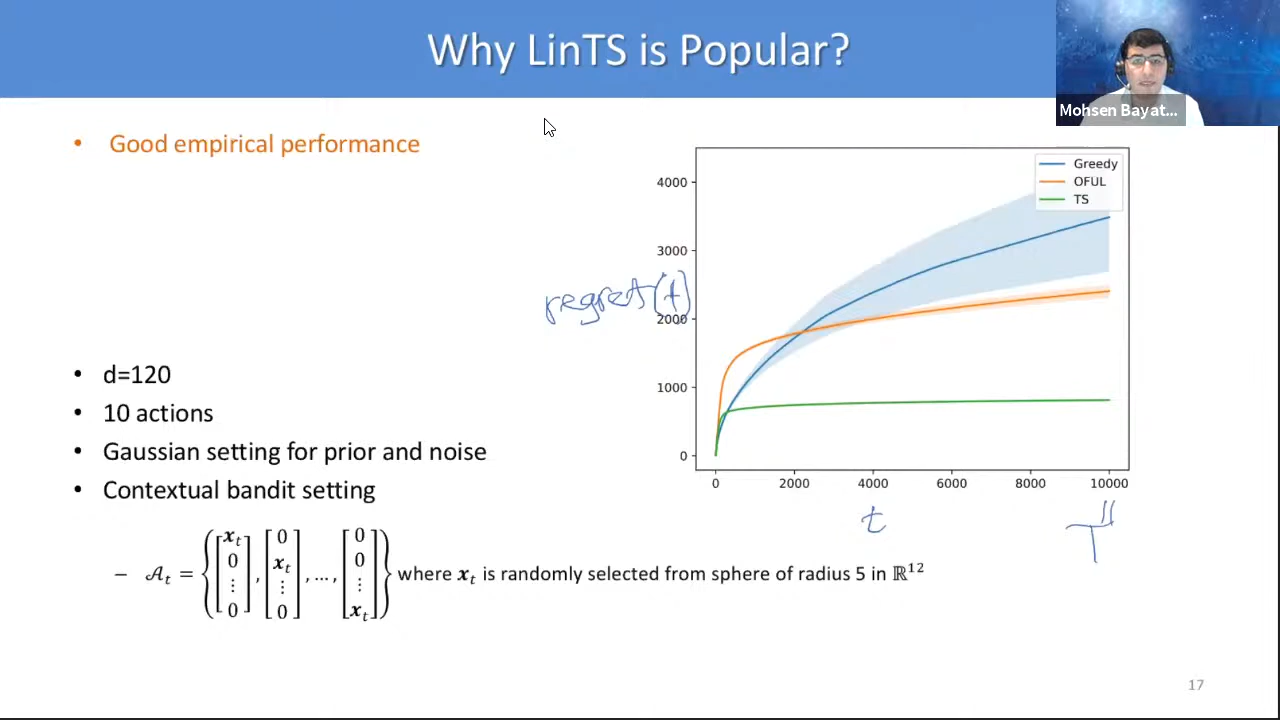 Why LinTS is Popular?
Mohsen Bayat...
• Good empirical performance
Greedy
OFUL
TS
4000
3000
2000
1000
0
0 2000 4000 6000 8000 10000
regret(t)
t
T
• d=120
• 10 actions
• Gaussian setting for prior and noise
• Contextual bandit setting
– 𝒜t = {[xt 0 ⋮ 0], [0 xt ⋮ 0], …, [0 0 ⋮ xt]} where xt is randomly selected from sphere of radius 5 in ℝ¹²
17